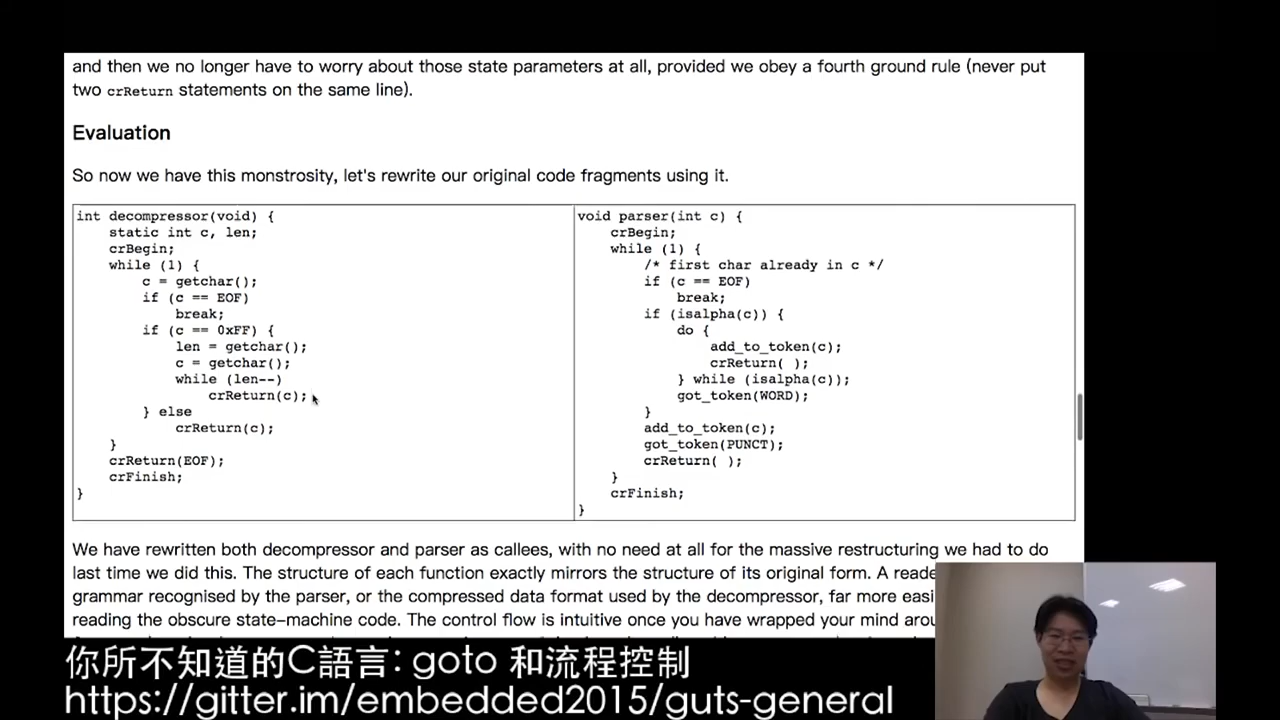 and then we no longer have to worry about those state parameters at all, provided we obey a fourth ground rule (never put
two crReturn statements on the same line).
Evaluation
So now we have this monstrosity, let's rewrite our original code fragments using it.
int decompressor(void) {
    static int c, len;
    crBegin;
    while (1) {
        c = getchar();
        if (c == EOF)
            break;
        if (c == 0xFF) {
            len = getchar();
            c = getchar();
            while (len--)
                crReturn(c);
        } else
            crReturn(c);
    }
    crReturn(EOF);
    crFinish;
}
void parser(int c) {
    crBegin;
    while (1) {
        /* first char already in c */
        if (c == EOF)
            break;
        if (isalpha(c)) {
            do {
                add_to_token(c);
                crReturn( );
            } while (isalpha(c));
            got_token(WORD);
        }
        add_to_token(c);
        got_token(PUNCT);
        crReturn( );
    }
    crFinish;
}
We have rewritten both decompressor and parser as callees, with no need at all for the massive restructuring we had to do
last time we did this. The structure of each function exactly mirrors the structure of its original form. A reade
grammar recognised by the parser, or the compressed data format used by the decompressor, far more easi
reading the obscure state-machine code. The control flow is intuitive once you have wrapped your mind arou
你所不知道的C語言: goto 和流程控制
https://gitter.im/embedded2015/guts-general